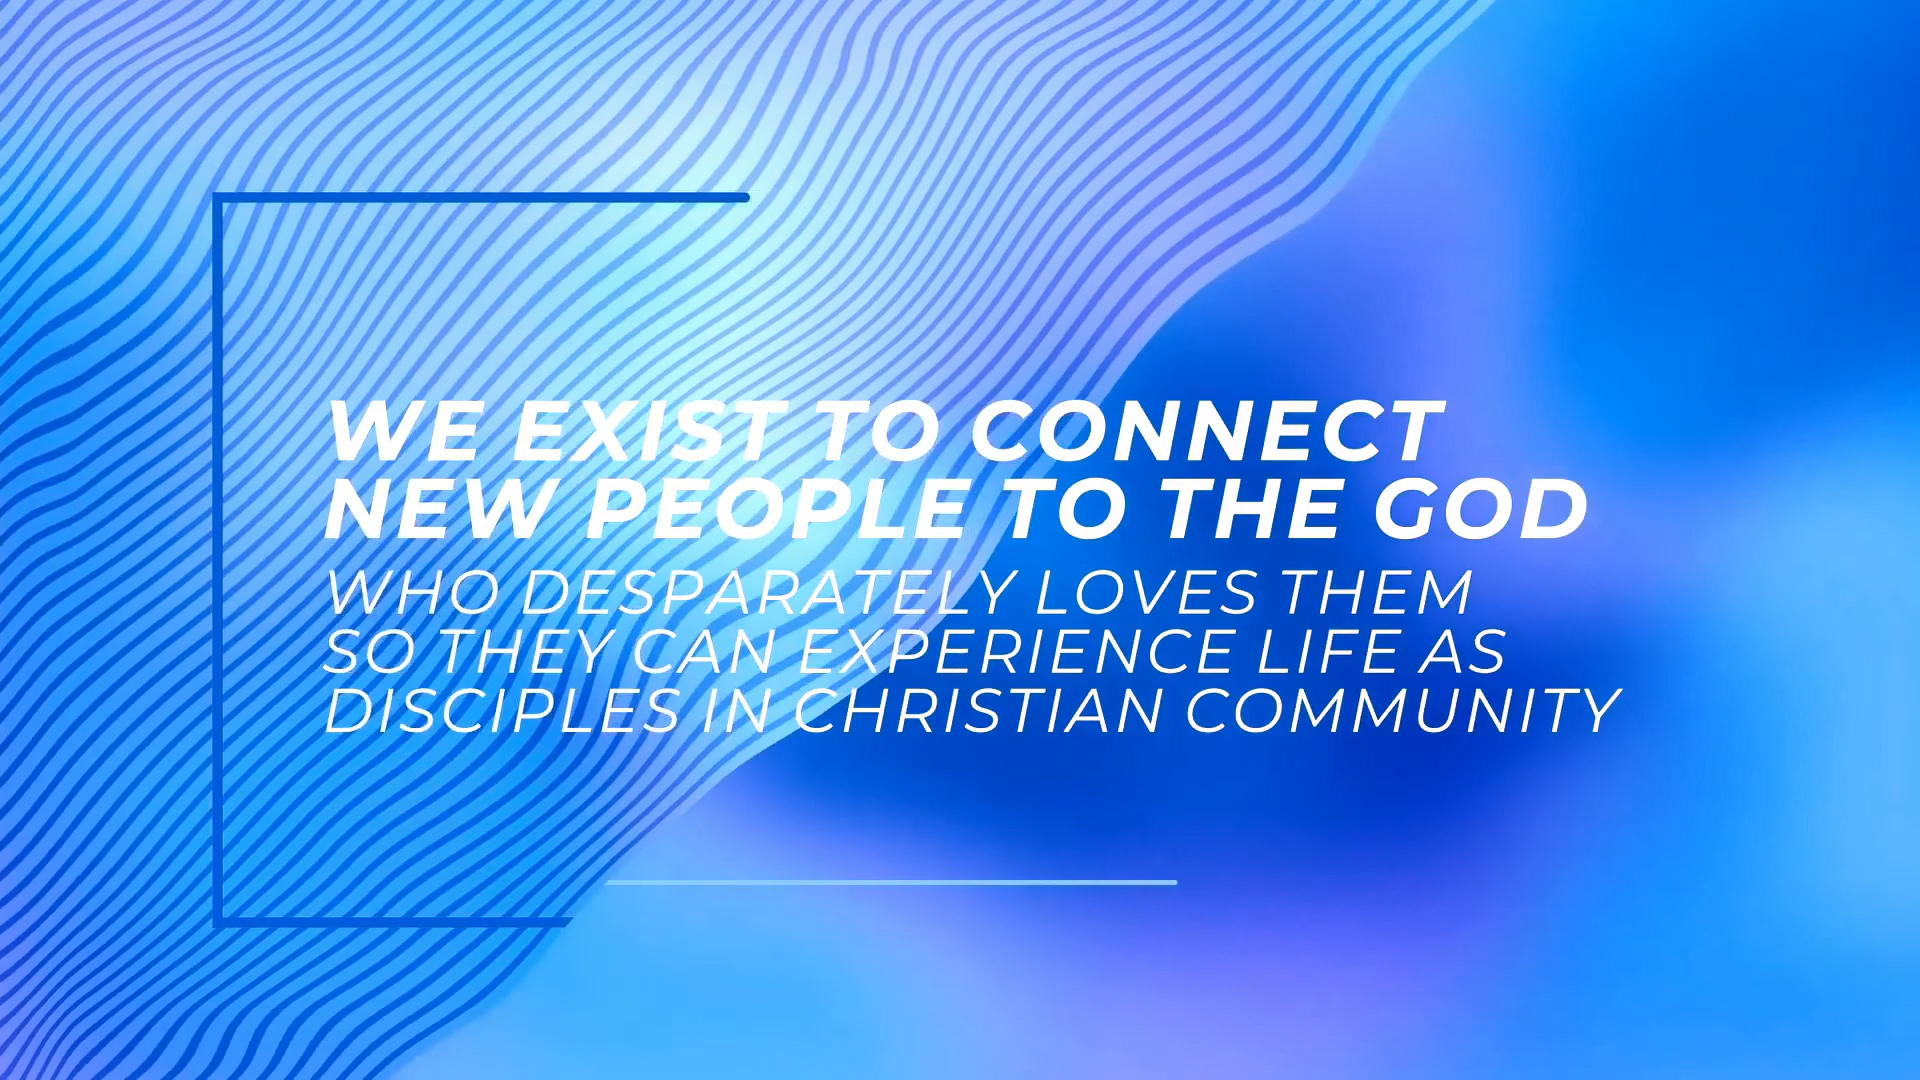 WE EXIST TO CONNECT
NEW PEOPLE TO THE GOD
WHO DESPARATELY LOVES THEM
SO THEY CAN EXPERIENCE LIFE AS
DISCIPLES IN CHRISTIAN COMMUNITY